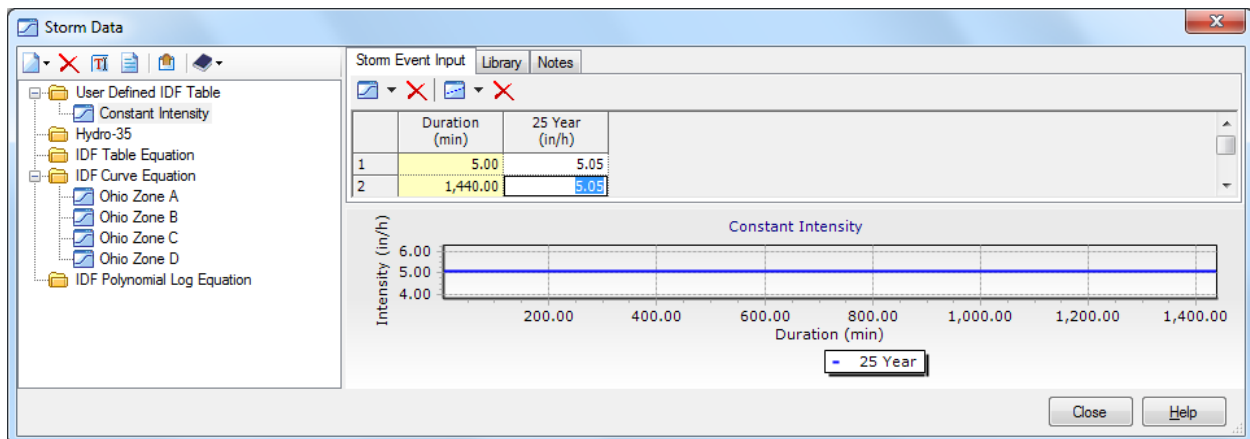 Storm Data
X
TI
User Defined IDF Table
Constant Intensity
Hydro-35
IDF Table Equation
IDF Curve Equation
Ohio Zone A
Ohio Zone B
Ohio Zone C
Ohio Zone D
IDF Polynomial Log Equation
Storm Event Input Library Notes
Duration (min) 25 Year (in/h)
1 5.00 5.05
2 1,440.00 5.05
Constant Intensity
Intensity (in/h)
6.00
5.00
4.00
200.00 400.00 600.00 800.00 1,000.00 1,200.00 1,400.00
Duration (min)
25 Year
Close Help